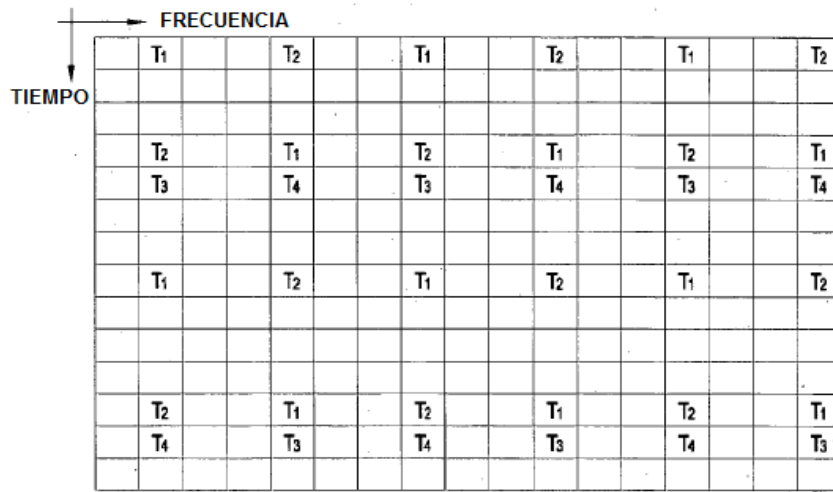 FRECUENCIA
TIEMPO
T1 T2 T1 T2 T1 T2
T2 T1 T2 T1 T2 T1
T3 T4 T3 T4 T3 T4
T1 T2 T1 T2 T1 T2
T2 T1 T2 T1 T2 T1
T4 T3 T4 T3 T4 T3